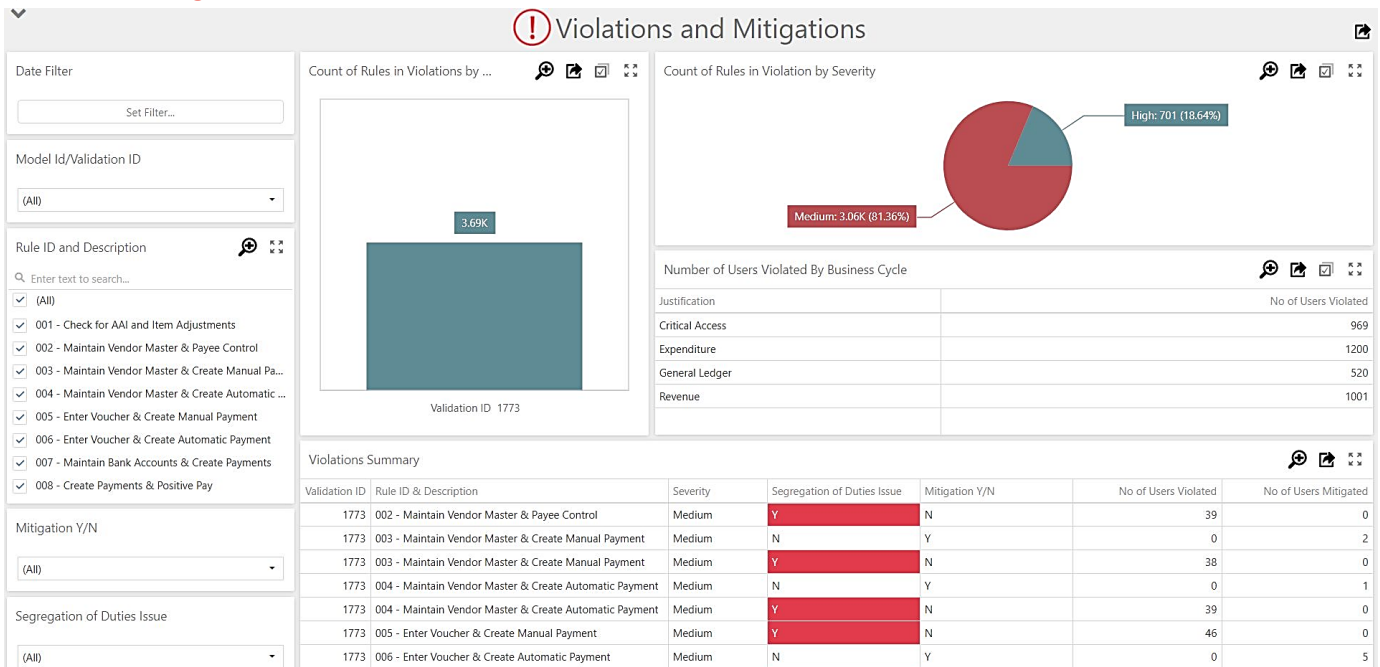 Violations and Mitigations
Date Filter
Set Filter...
Model Id/Validation ID
(All)
Rule ID and Description
Enter text to search...
(All)
001 - Check for AAI and Item Adjustments
002 - Maintain Vendor Master & Payee Control
003 - Maintain Vendor Master & Create Manual Pa...
004 - Maintain Vendor Master & Create Automatic ...
005 - Enter Voucher & Create Manual Payment
006 - Enter Voucher & Create Automatic Payment
007 - Maintain Bank Accounts & Create Payments
008 - Create Payments & Positive Pay
Mitigation Y/N
(All)
Segregation of Duties Issue
(All)
Count of Rules in Violations by ...
3.69K
Validation ID 1773
Count of Rules in Violation by Severity
High: 701 (18.64%)
Medium: 3.06K (81.36%)
Number of Users Violated By Business Cycle
Justification No of Users Violated
Critical Access 969
Expenditure 1200
General Ledger 520
Revenue 1001
Violations Summary
Validation ID Rule ID & Description Severity Segregation of Duties Issue Mitigation Y/N No of Users Violated No of Users Mitigated
1773 002 - Maintain Vendor Master & Payee Control Medium Y N 39 0
1773 003 - Maintain Vendor Master & Create Manual Payment Medium N Y 0 2
1773 003 - Maintain Vendor Master & Create Manual Payment Medium Y N 38 0
1773 004 - Maintain Vendor Master & Create Automatic Payment Medium N Y 0 1
1773 004 - Maintain Vendor Master & Create Automatic Payment Medium Y N 39 0
1773 005 - Enter Voucher & Create Manual Payment Medium Y N 46 0
1773 006 - Enter Voucher & Create Automatic Payment Medium N Y 0 5